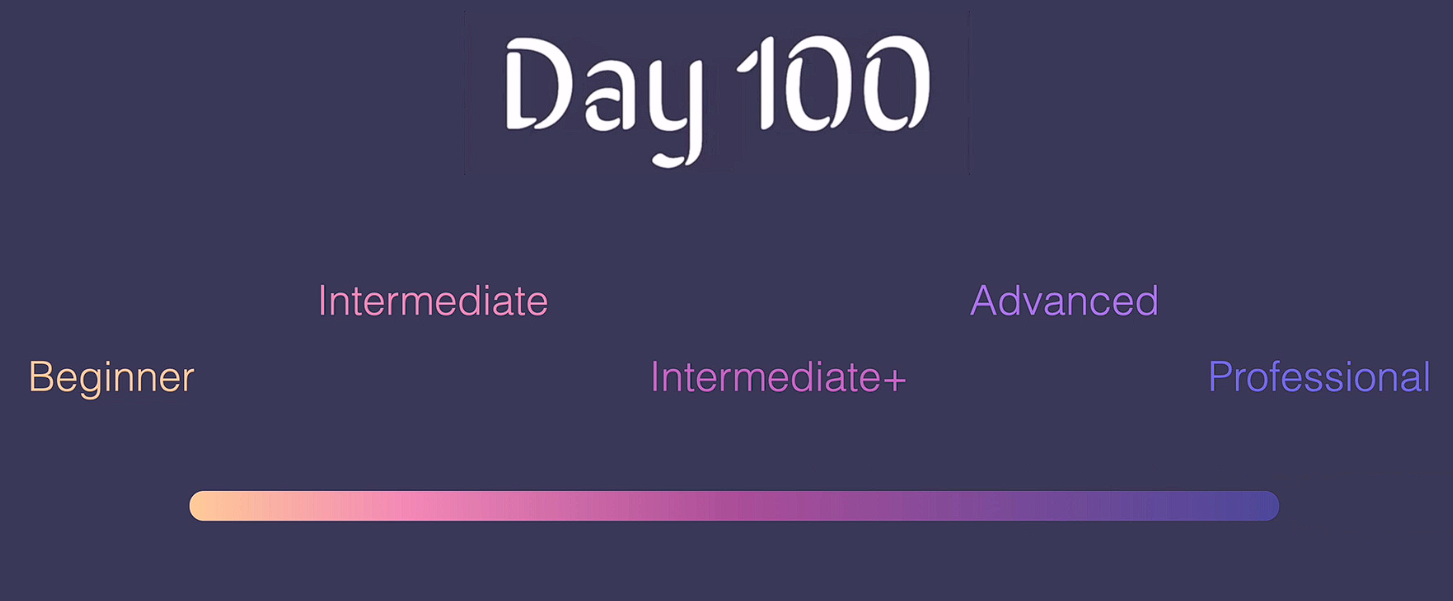 Day 100
Intermediate Advanced
Beginner Intermediate+ Professional